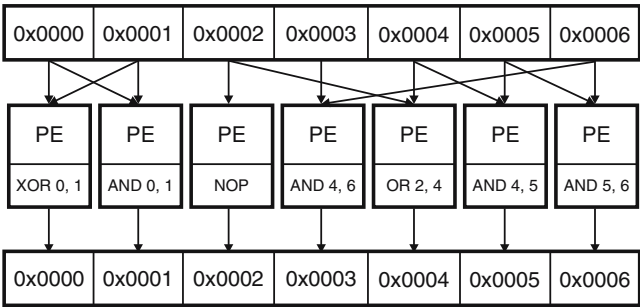 0x0000 0x0001 0x0002 0x0003 0x0004 0x0005 0x0006
PE PE PE PE PE PE PE
XOR 0, 1 AND 0, 1 NOP AND 4, 6 OR 2, 4 AND 4, 5 AND 5, 6
0x0000 0x0001 0x0002 0x0003 0x0004 0x0005 0x0006